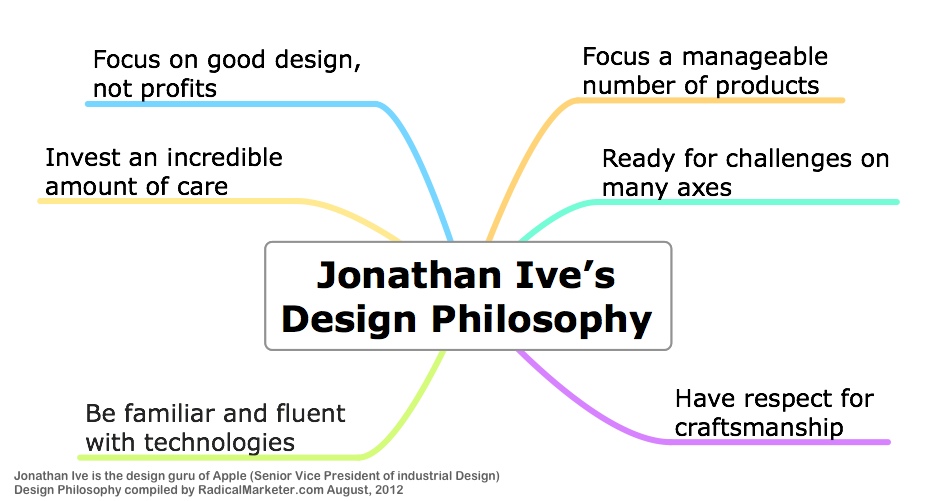 Focus on good design,
not profits
Focus a manageable
number of products
Invest an incredible
amount of care
Ready for challenges on
many axes
Jonathan Ive’s
Design Philosophy
Be familiar and fluent
with technologies
Have respect for
craftsmanship
Jonathan Ive is the design guru of Apple (Senior Vice President of industrial Design)
Design Philosophy compiled by RadicalMarketer.com August, 2012